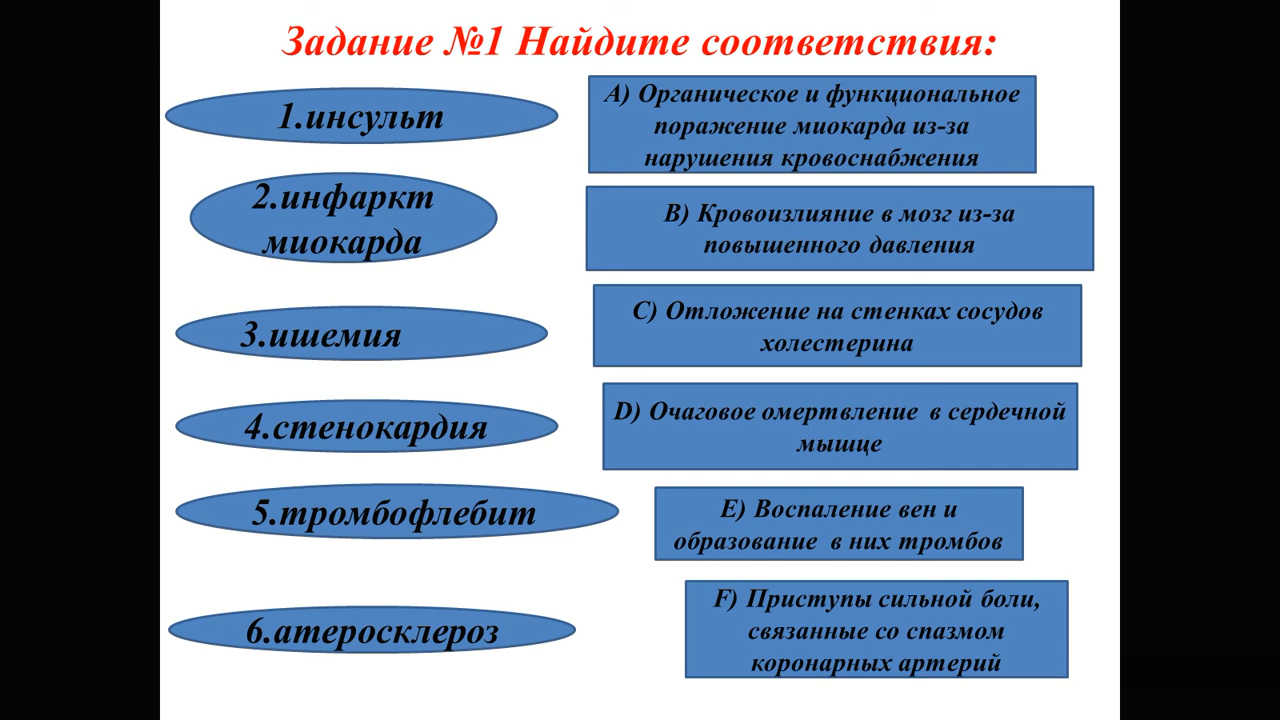 Задание №1 Найдите соответствия:
1.инсульт
2.инфаркт
миокарда
3.ишемия
4.стенокардия
5.тромбофлебит
6.атеросклероз
A) Органическое и функциональное
поражение миокарда из-за
нарушения кровоснабжения
B) Кровоизлияние в мозг из-за
повышенного давления
C) Отложение на стенках сосудов
холестерина
D) Очаговое омертвление в сердечной
мышце
E) Воспаление вен и
образование в них тромбов
F) Приступы сильной боли,
связанные со спазмом
коронарных артерий